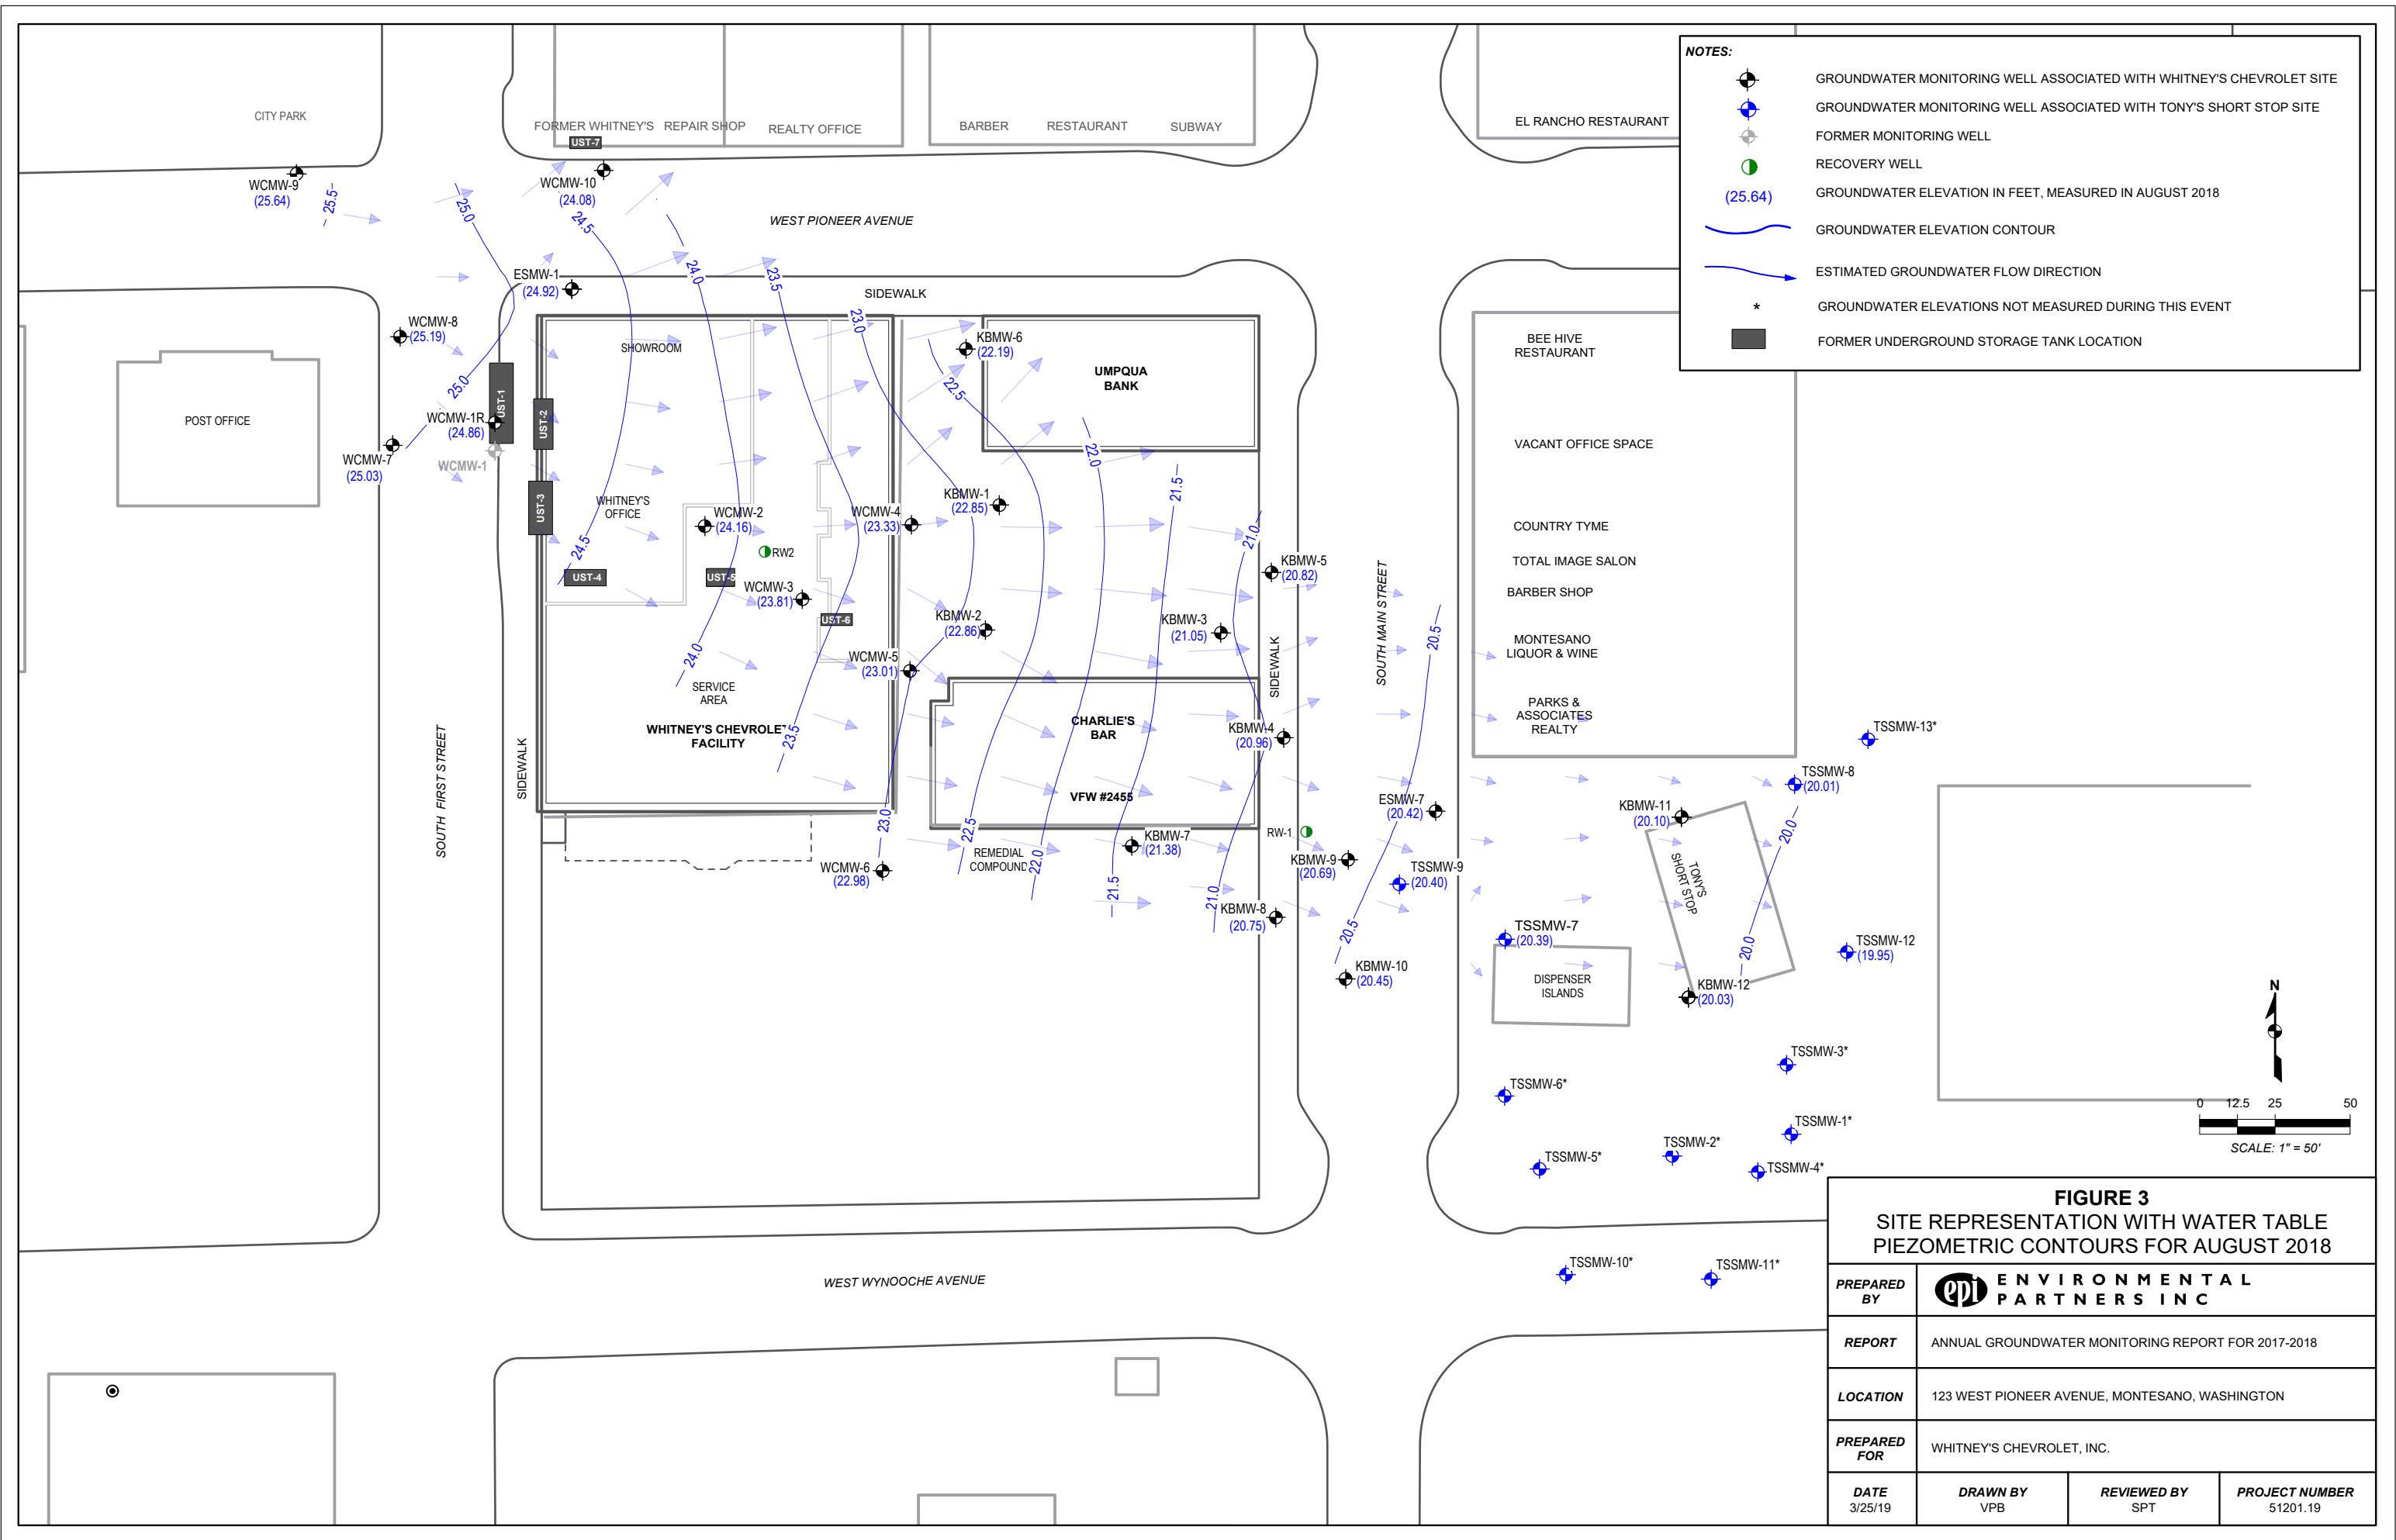 NOTES:
GROUNDWATER MONITORING WELL ASSOCIATED WITH WHITNEY'S CHEVROLET SITE
GROUNDWATER MONITORING WELL ASSOCIATED WITH TONY'S SHORT STOP SITE
FORMER MONITORING WELL
RECOVERY WELL
(25.64)
GROUNDWATER ELEVATION IN FEET, MEASURED IN AUGUST 2018
GROUNDWATER ELEVATION CONTOUR
ESTIMATED GROUNDWATER FLOW DIRECTION
*
GROUNDWATER ELEVATIONS NOT MEASURED DURING THIS EVENT
FORMER UNDERGROUND STORAGE TANK LOCATION
CITY PARK
FORMER WHITNEY'S
REPAIR SHOP
REALTY OFFICE
BARBER
RESTAURANT
SUBWAY
EL RANCHO RESTAURANT
UST-7
WCMW-9
(25.64)
25.5
25.0
WCMW-10
(24.08)
24.5
WEST PIONEER AVENUE
24.0
23.5
ESMW-1
(24.92)
SIDEWALK
23.0
WCMW-8
(25.19)
SHOWROOM
KBMW-6
(22.19)
22.5
UMPQUA
BANK
BEE HIVE
RESTAURANT
25.0
UST-1
UST-2
POST OFFICE
WCMW-1R
(24.86)
WCMW-7
(25.03)
WCMW-1
22.0
VACANT OFFICE SPACE
21.5
UST-3
WHITNEY'S
OFFICE
WCMW-2
(24.16)
WCMW-4
(23.33)
KBMW-1
(22.85)
COUNTRY TYME
24.5
RW2
21.0
KBMW-5
(20.82)
TOTAL IMAGE SALON
UST-4
UST-5
WCMW-3
(23.81)
BARBER SHOP
UST-6
KBMW-2
(22.86)
KBMW-3
(21.05)
SOUTH MAIN STREET
20.5
MONTESANO
LIQUOR & WINE
24.0
WCMW-5
(23.01)
SIDEWALK
SERVICE
AREA
PARKS &
ASSOCIATES
REALTY
WHITNEY'S CHEVROLET
FACILITY
23.5
CHARLIE'S
BAR
KBMW-4
(20.96)
TSSMW-13*
SOUTH FIRST STREET
SIDEWALK
VFW #2455
TSSMW-8
(20.01)
ESMW-7
(20.42)
KBMW-11
(20.10)
23.0
22.5
RW-1
20.0
KBMW-7
(21.38)
REMEDIAL
COMPOUND
22.0
WCMW-6
(22.98)
KBMW-9
(20.69)
TSSMW-9
(20.40)
TONY'S
SHORT STOP
21.5
21.0
KBMW-8
(20.75)
20.5
TSSMW-7
(20.39)
20.0
TSSMW-12
(19.95)
KBMW-10
(20.45)
DISPENSER
ISLANDS
KBMW-12
(20.03)
N
TSSMW-3*
TSSMW-6*
0 12.5 25 50
SCALE: 1" = 50'
TSSMW-1*
TSSMW-2*
TSSMW-5*
TSSMW-4*
TSSMW-10*
TSSMW-11*
WEST WYNOOCHE AVENUE
FIGURE 3
SITE REPRESENTATION WITH WATER TABLE
PIEZOMETRIC CONTOURS FOR AUGUST 2018
PREPARED
BY
epi
ENVIRONMENTAL
PARTNERS INC
REPORT
ANNUAL GROUNDWATER MONITORING REPORT FOR 2017-2018
LOCATION
123 WEST PIONEER AVENUE, MONTESANO, WASHINGTON
PREPARED
FOR
WHITNEY'S CHEVROLET, INC.
DATE
3/25/19
DRAWN BY
VPB
REVIEWED BY
SPT
PROJECT NUMBER
51201.19